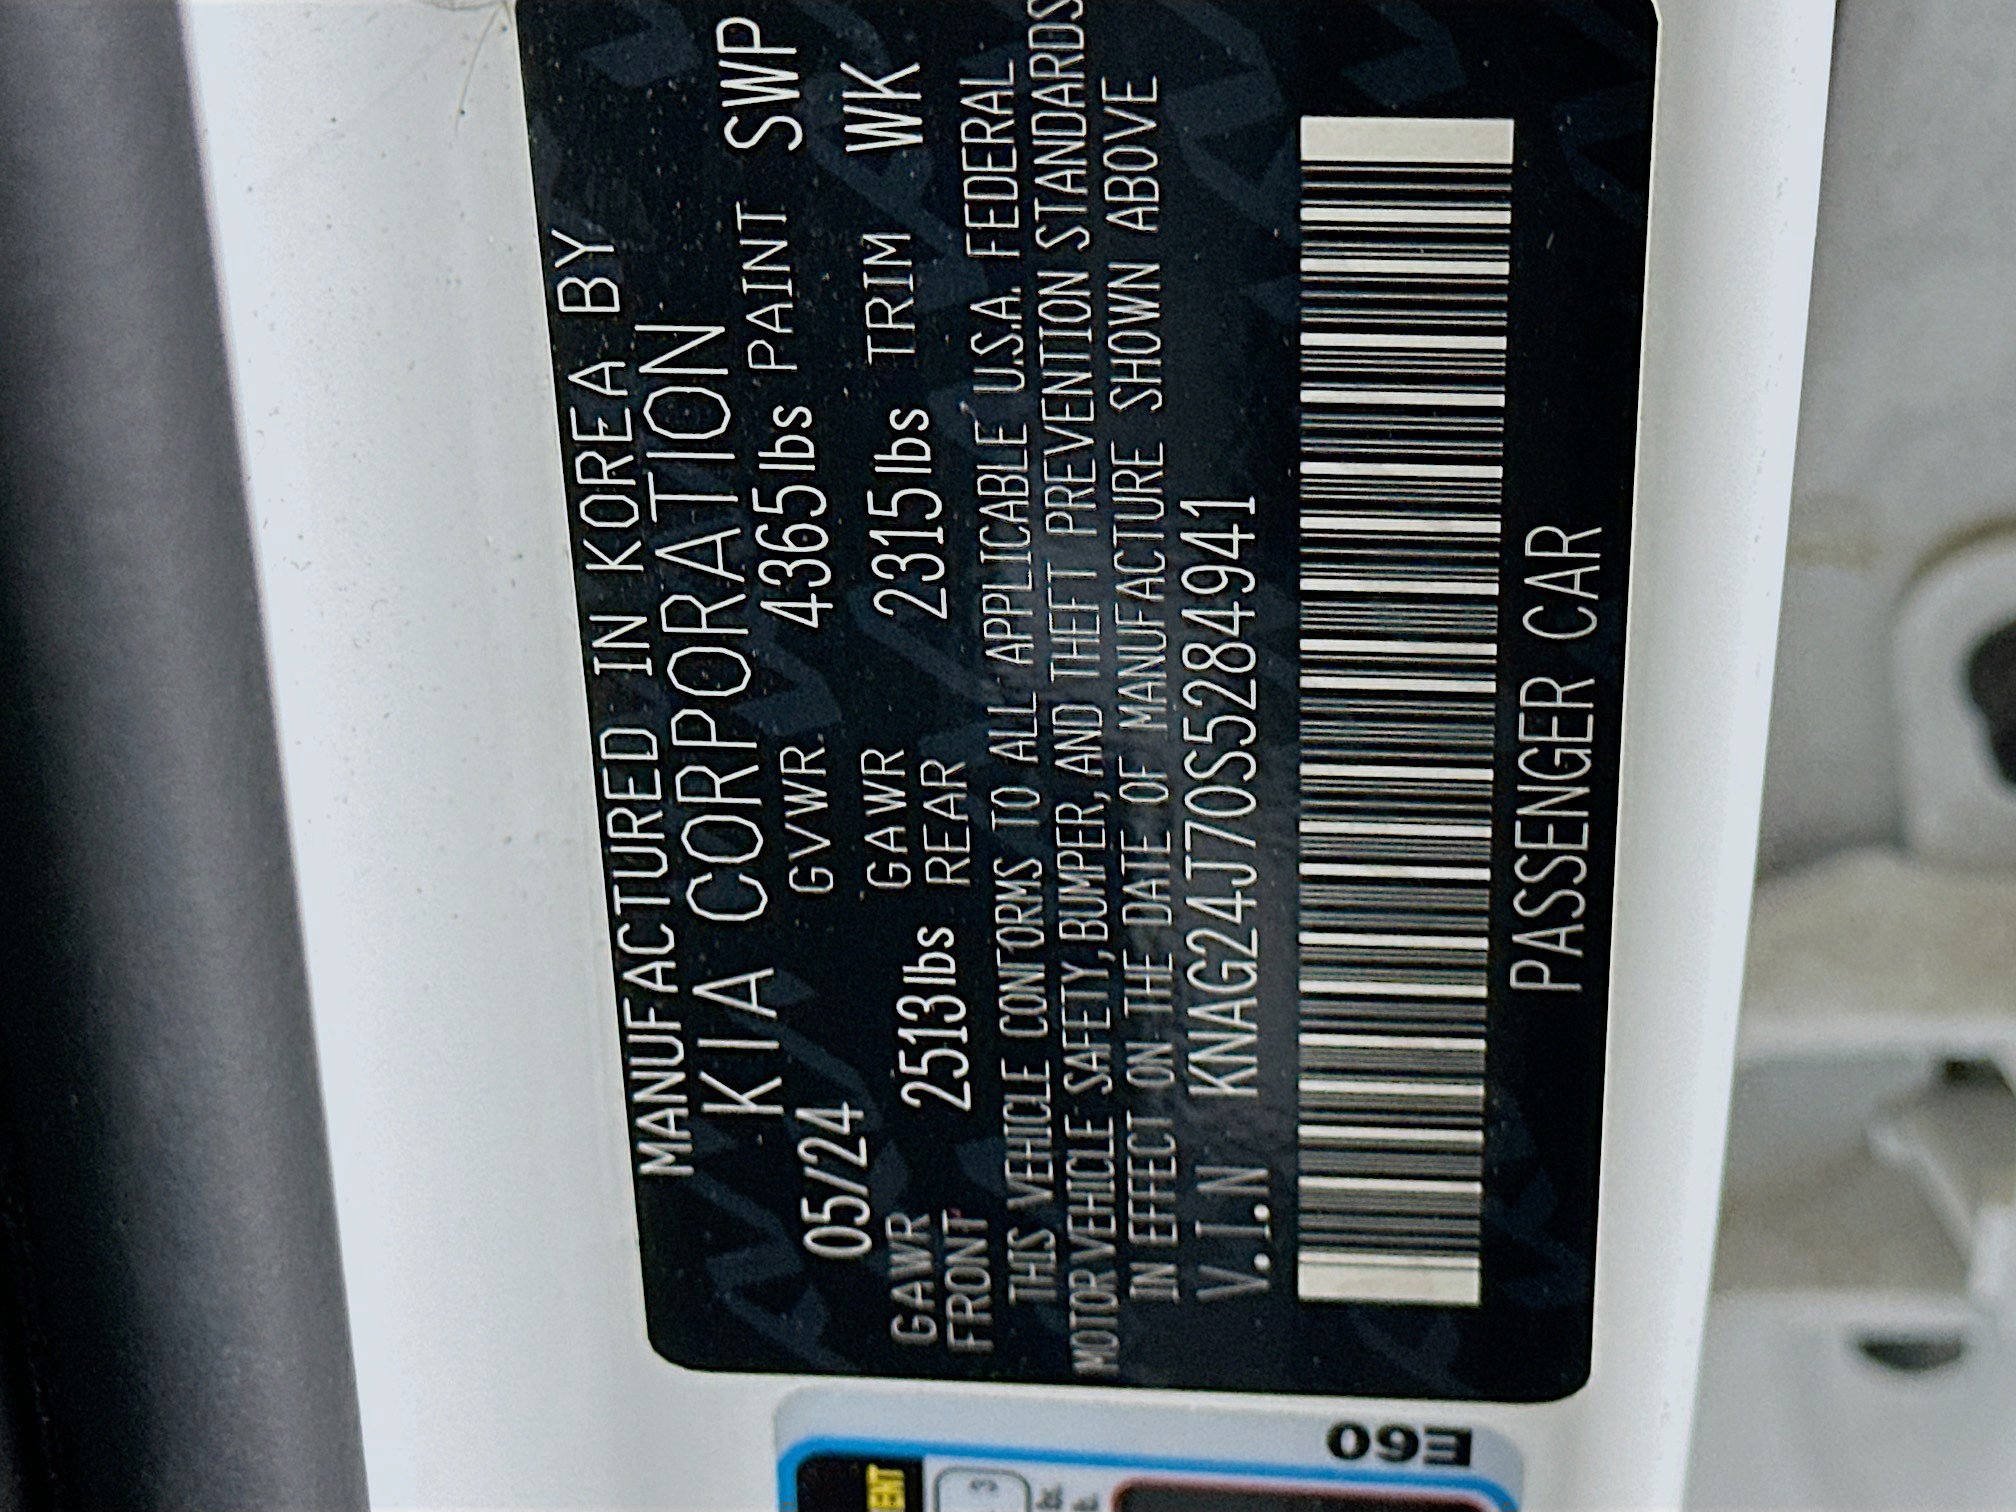 MANUFACTURED IN KOREA BY
KIA CORPORATION
05/24 GVWR 4365lbs PAINT SWP
GAWR FRONT 2513lbs GAWR REAR 2315lbs TRIM WK
THIS VEHICLE CONFORMS TO ALL APPLICABLE U.S.A. FEDERAL
MOTOR VEHICLE SAFETY, BUMPER, AND THEFT PREVENTION STANDARDS
IN EFFECT ON THE DATE OF MANUFACTURE SHOWN ABOVE
V.I.N KNAG24J70S5284941
PASSENGER CAR
E60
3